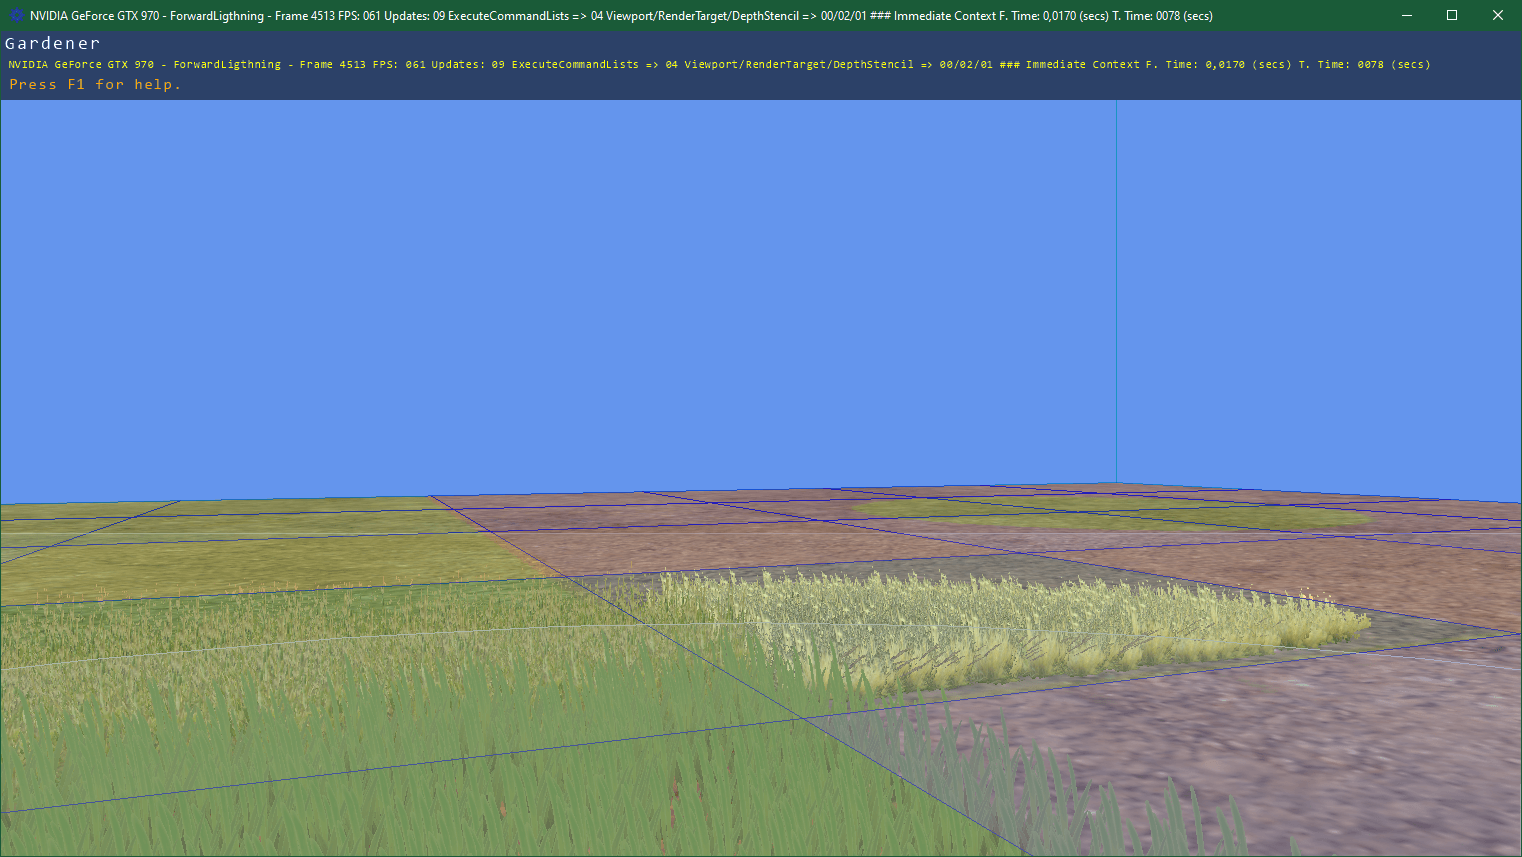 NVIDIA GeForce GTX 970 - ForwardLigthning - Frame 4513 FPS: 061 Updates: 09 ExecuteCommandLists => 04 Viewport/RenderTarget/DepthStencil => 00/02/01 ### Immediate Context F. Time: 0,0170 (secs) T. Time: 0078 (secs)
Gardener
NVIDIA GeForce GTX 970 - ForwardLigthning - Frame 4513 FPS: 061 Updates: 09 ExecuteCommandLists => 04 Viewport/RenderTarget/DepthStencil => 00/02/01 ### Immediate Context F. Time: 0,0170 (secs) T. Time: 0078 (secs)
Press F1 for help.